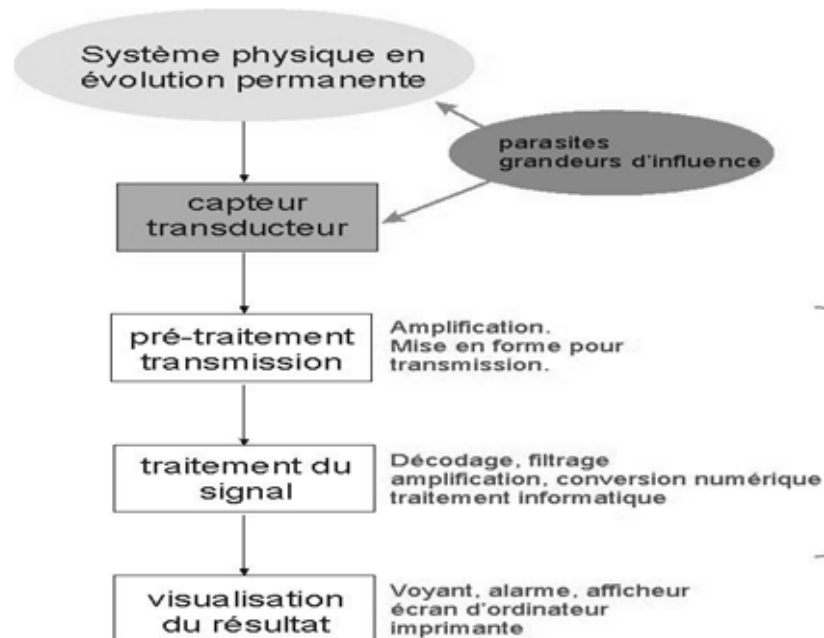 Système physique en
évolution permanente
parasites
grandeurs d'influence
capteur
transducteur
pré-traitement
transmission
Amplification.
Mise en forme pour
transmission.
traitement du
signal
Décodage, filtrage
amplification, conversion numérique
traitement informatique
visualisation
du résultat
Voyant, alarme, afficheur
écran d'ordinateur
imprimante